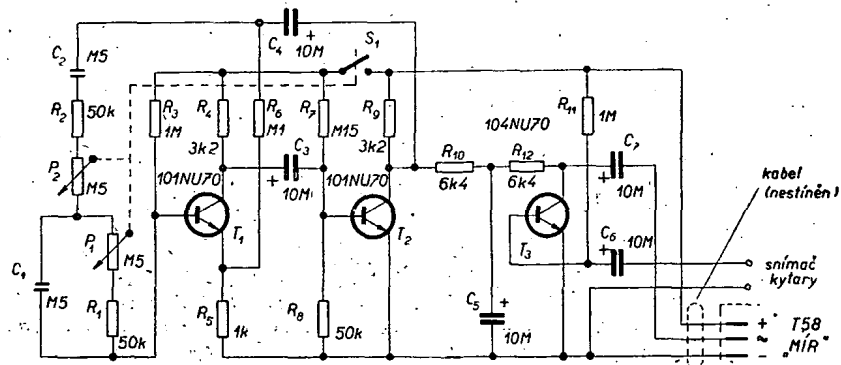 C4
+
10M
S1
C2
M5
R2
50k
P2
M5
R3
1M
R4
3k2
R6
M1
R7
M15
R9
3k2
C3
+
10M
101NU70
T1
101NU70
T2
R10
6k4
R12
6k4
104NU70
R11
1M
C7
+
10M
T3
C6
+
10M
kabel
(nestíněn)
snímač
kytary
C1
M5
P1
M5
R1
50k
R5
1k
R8
50k
C5
+
10M
+ T58
~ „MÍR"
-